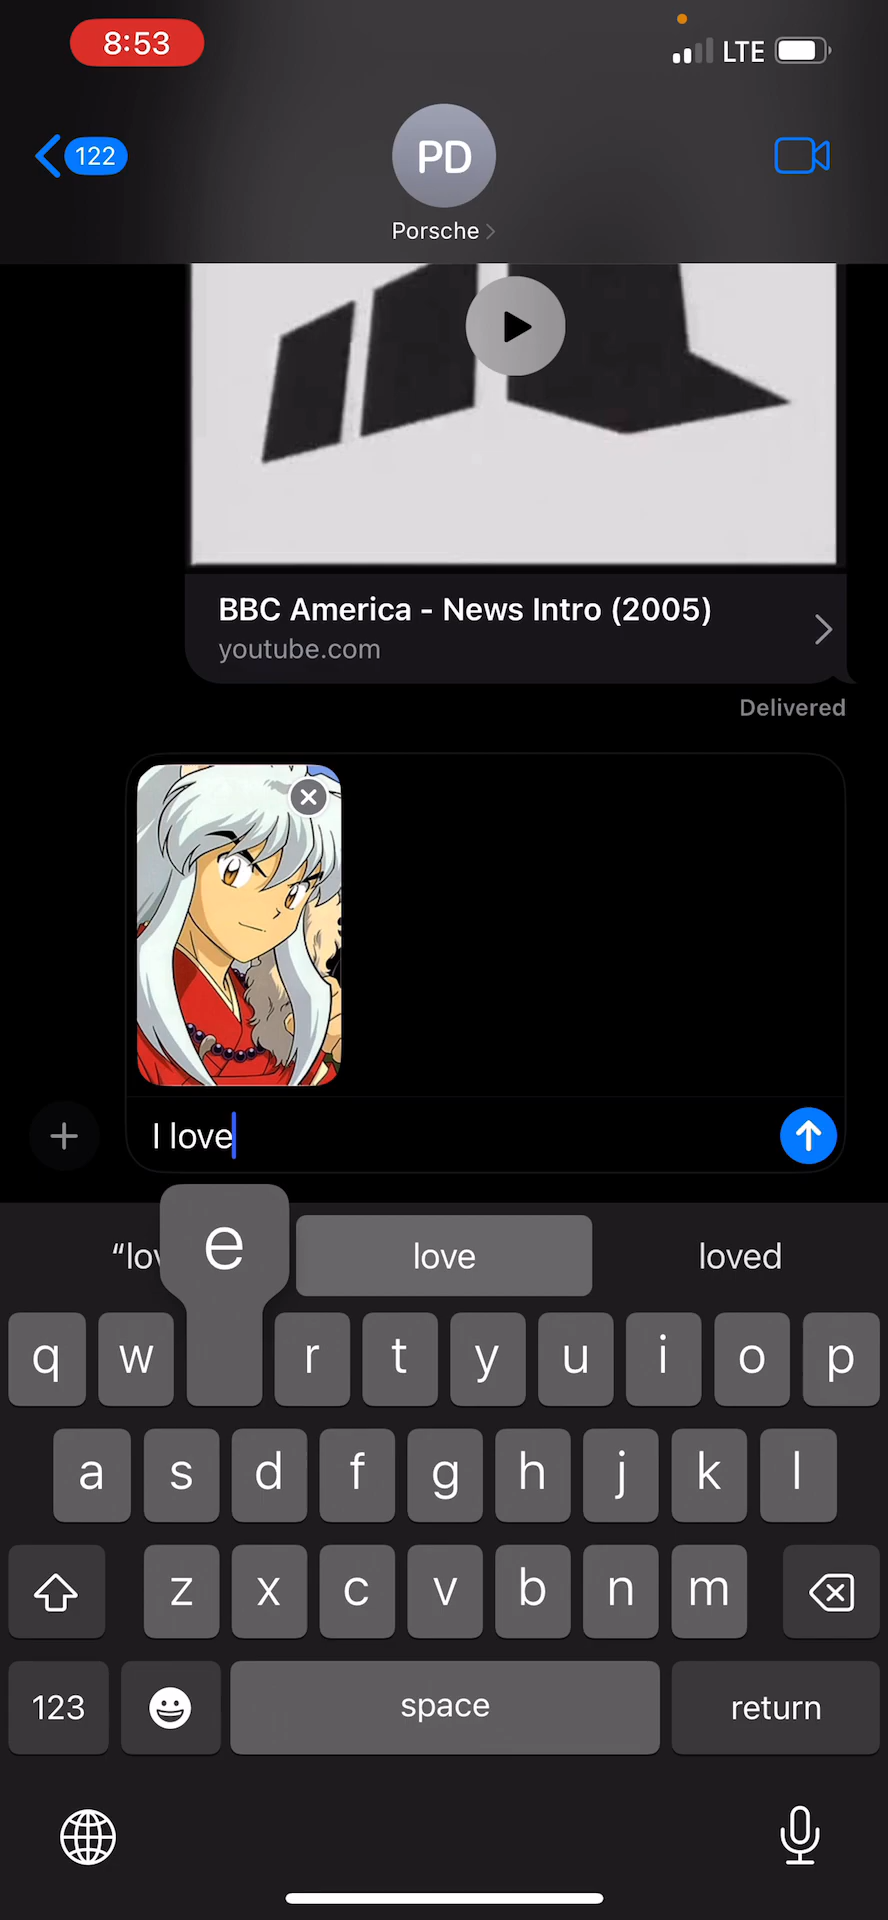 8:53
LTE
122
PD
Porsche
BBC America - News Intro (2005)
youtube.com
Delivered
I love
e
“lov
love
loved
q w r t y u i o p
a s d f g h j k l
z x c v b n m
123
space
return